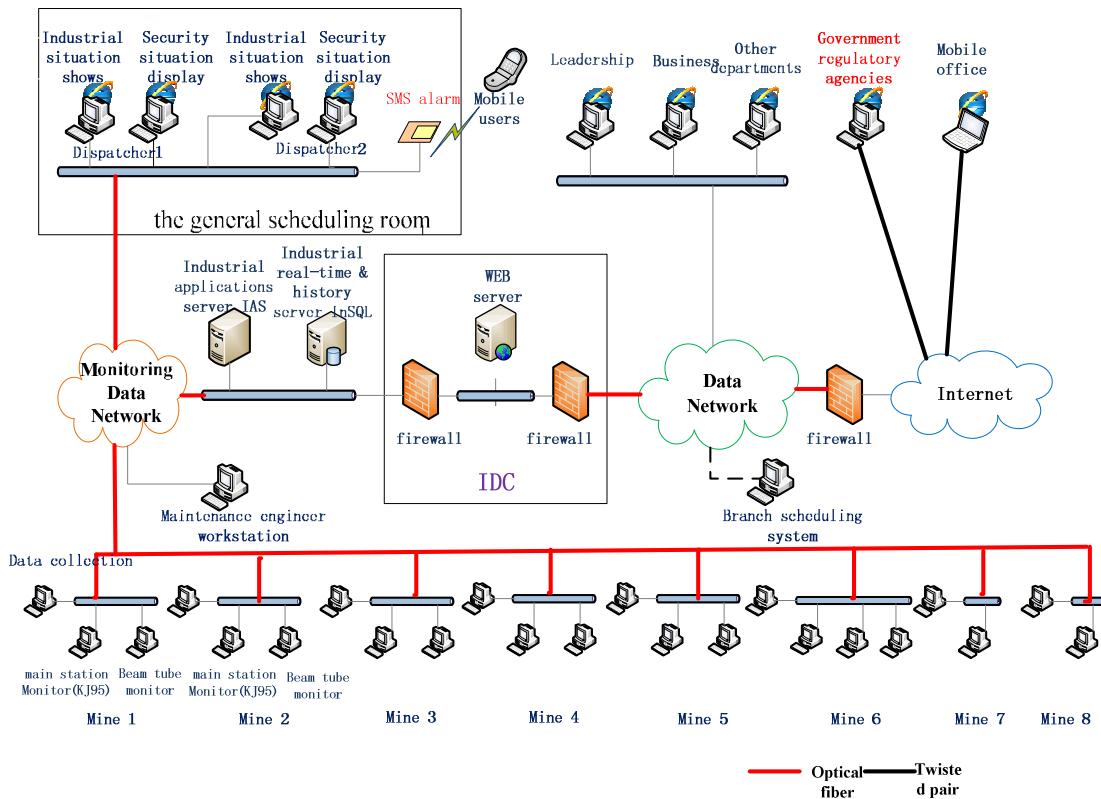 Industrial
situation
shows
Security
situation
display
Industrial
situation
shows
Security
situation
display
SMS alarm
Mobile
users
Dispatcher1
Dispatcher2
the general scheduling room
Leadership
Business
Other
departments
Government
regulatory
agencies
Mobile
office
Industrial
applications
server IAS
Industrial
real-time &
history
server InSQL
WEB
server
Monitoring
Data
Network
firewall
firewall
IDC
Data
Network
firewall
Internet
Maintenance engineer
workstation
Branch scheduling
system
Data collection
main station
Monitor(KJ95)
Beam tube
monitor
main station
Monitor(KJ95)
Beam tube
monitor
Mine 1
Mine 2
Mine 3
Mine 4
Mine 5
Mine 6
Mine 7
Mine 8
Optical
fiber
Twiste
d pair